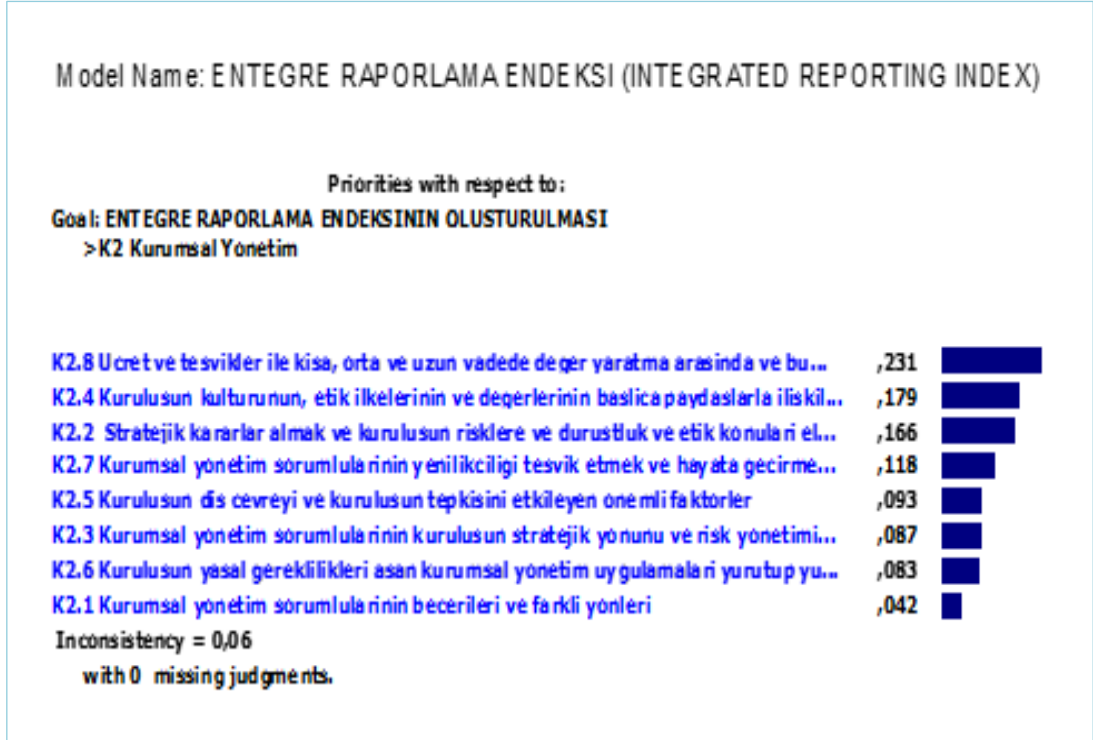 Model Name: ENTEGRE RAPORLAMA ENDEKSI (INTEGRATED REPORTING INDEX)
Priorities with respect to:
Goal: ENTEGRE RAPORLAMA ENDEKSININ OLUSTURULMASI
>K2 Kurumsal Yonetim
K2.8 Ucret ve tesvikler ile kisa, orta ve uzun vadede deger yaratma arasinda ve bu... ,231
K2.4 Kurulusun kulturunun, etik ilkelerinin ve degerlerinin baslica paydaslarla iliskil... ,179
K2.2 Stratejik kararlar almak ve kurulusun risklere ve durustluk ve etik konulari el... ,166
K2.7 Kurumsal yonetim sorumlularinin yenilikciligi tesvik etmek ve hayata gecirme... ,118
K2.5 Kurulusun dis cevreyi ve kurulusun tepkisini etkileyen onemli faktorler ,093
K2.3 Kurumsal yonetim sorumlularinin kurulusun stratejik yonunu ve risk yonetimi... ,087
K2.6 Kurulusun yasal gereklilikleri asan kurumsal yonetim uygulamalari yurutup yu... ,083
K2.1 Kurumsal yonetim sorumlularinin becerileri ve farkli yonleri ,042
Inconsistency = 0,06
with 0 missing judgments.